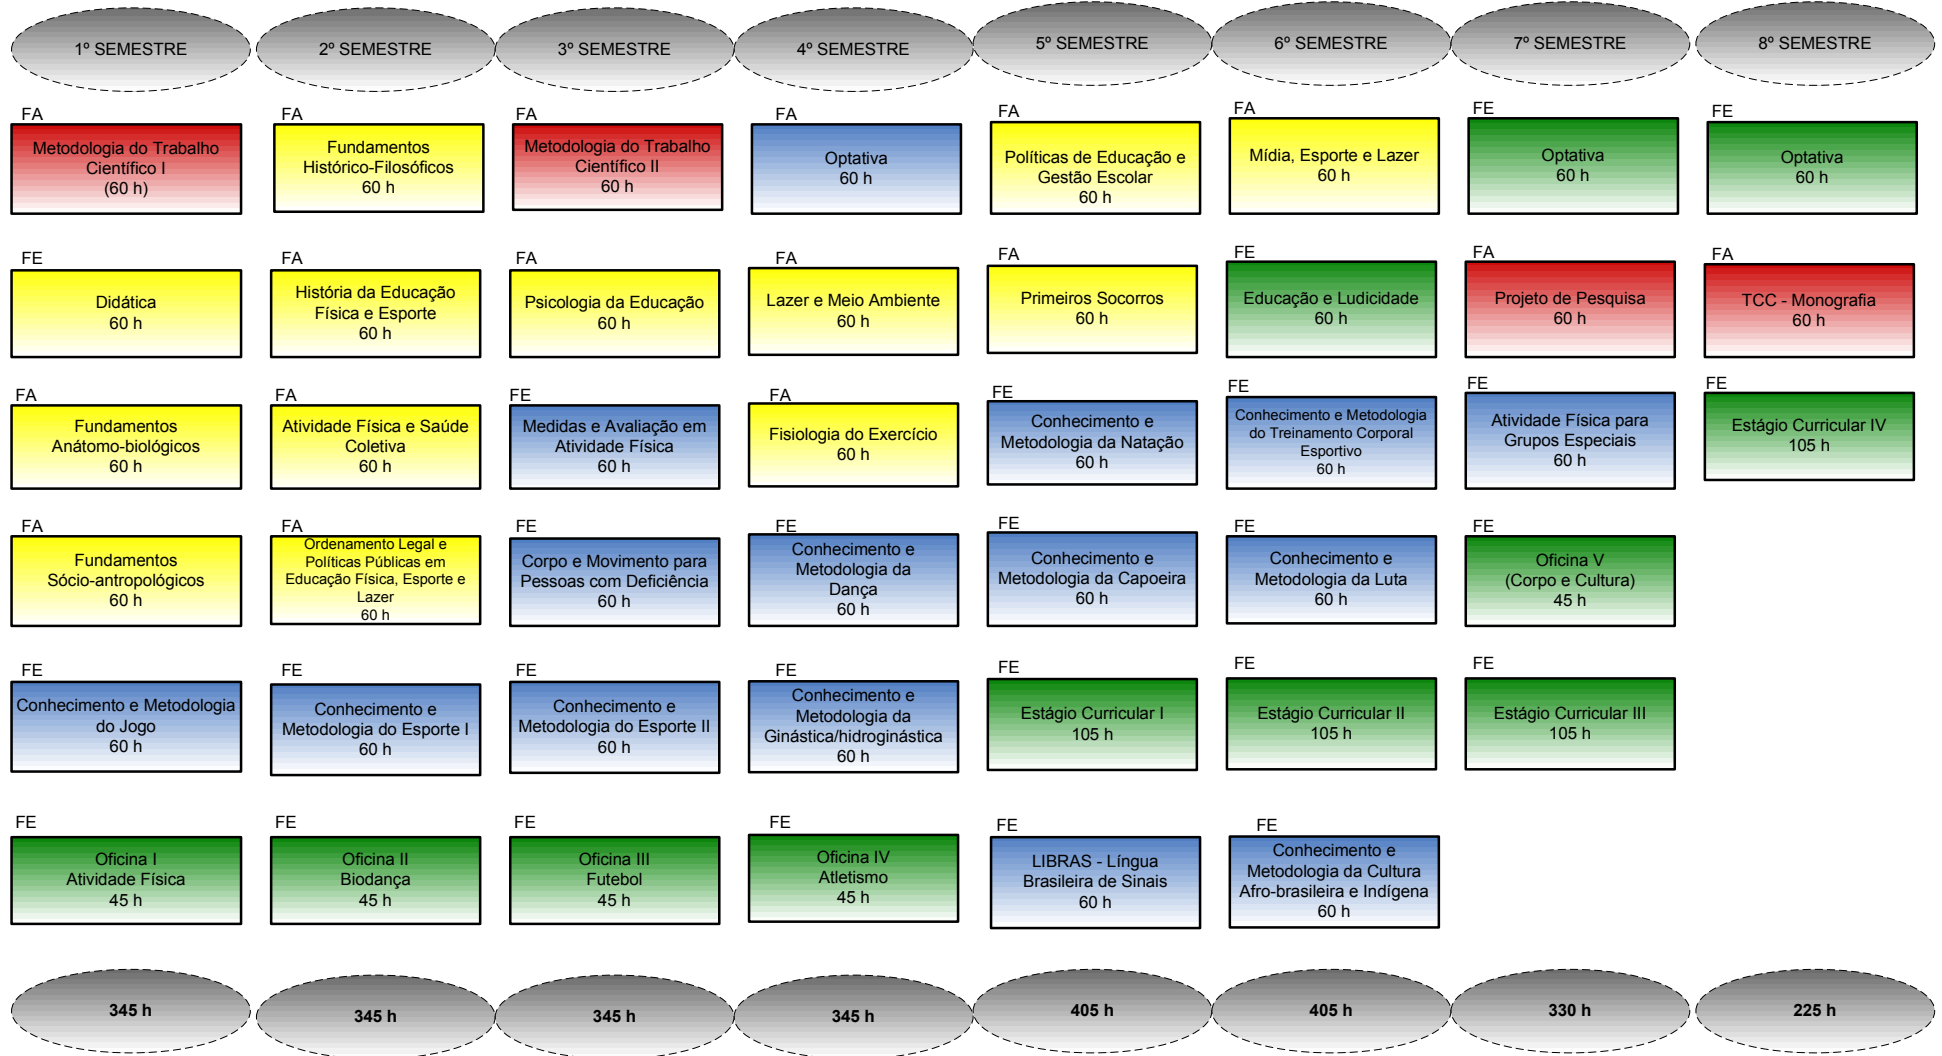 1º SEMESTRE
2º SEMESTRE
3º SEMESTRE
4º SEMESTRE
5º SEMESTRE
6º SEMESTRE
7º SEMESTRE
8º SEMESTRE
FA
Metodologia do Trabalho
Científico I
(60 h)
FA
Fundamentos
Histórico-Filosóficos
60 h
FA
Metodologia do Trabalho
Científico II
60 h
FA
Optativa
60 h
FA
Políticas de Educação e
Gestão Escolar
60 h
FA
Mídia, Esporte e Lazer
60 h
FE
Optativa
60 h
FE
Optativa
60 h
FE
Didática
60 h
FA
História da Educação
Física e Esporte
60 h
FA
Psicologia da Educação
60 h
FA
Lazer e Meio Ambiente
60 h
FA
Primeiros Socorros
60 h
FE
Educação e Ludicidade
60 h
FA
Projeto de Pesquisa
60 h
FA
TCC - Monografia
60 h
FA
Fundamentos
Anátomo-biológicos
60 h
FA
Atividade Física e Saúde
Coletiva
60 h
FE
Medidas e Avaliação em
Atividade Física
60 h
FA
Fisiologia do Exercício
60 h
FE
Conhecimento e
Metodologia da Natação
60 h
FE
Conhecimento e Metodologia
do Treinamento Corporal
Esportivo
60 h
FE
Atividade Física para
Grupos Especiais
60 h
FE
Estágio Curricular IV
105 h
FA
Fundamentos
Sócio-antropológicos
60 h
FA
Ordenamento Legal e
Políticas Públicas em
Educação Física, Esporte e
Lazer
60 h
FE
Corpo e Movimento para
Pessoas com Deficiência
60 h
FE
Conhecimento e
Metodologia da
Dança
60 h
FE
Conhecimento e
Metodologia da Capoeira
60 h
FE
Conhecimento e
Metodologia da Luta
60 h
FE
Oficina V
(Corpo e Cultura)
45 h
FE
Conhecimento e Metodologia
do Jogo
60 h
FE
Conhecimento e
Metodologia do Esporte I
60 h
FE
Conhecimento e
Metodologia do Esporte II
60 h
FE
Conhecimento e
Metodologia da
Ginástica/hidroginástica
60 h
FE
Estágio Curricular I
105 h
FE
Estágio Curricular II
105 h
FE
Estágio Curricular III
105 h
FE
Oficina I
Atividade Física
45 h
FE
Oficina II
Biodança
45 h
FE
Oficina III
Futebol
45 h
FE
Oficina IV
Atletismo
45 h
FE
LIBRAS - Língua
Brasileira de Sinais
60 h
FE
Conhecimento e
Metodologia da Cultura
Afro-brasileira e Indígena
60 h
345 h
345 h
345 h
345 h
405 h
405 h
330 h
225 h